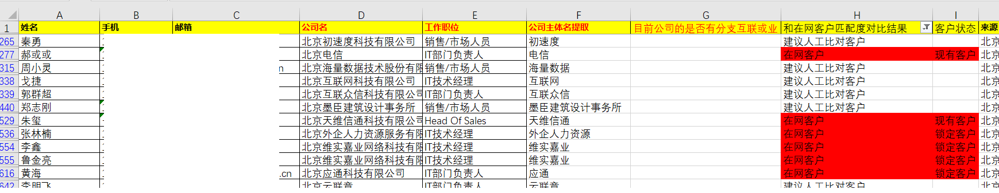 A B C D E F G H I
1 姓名 手机 邮箱 公司名 工作职位 公司主体名提取 目前公司的是否有分支互联或业 和在网客户匹配度对比结果 客户状态 来源
265 秦勇 北京初速度科技有限公司 销售/市场人员 初速度 建议人工比对客户 北京
277 郝或或 北京电信 IT部门负责人 电信 在网客户 现有客户 北京
315 周小灵 n 北京海量数据技术股份有限 销售/市场人员 海量数据 建议人工比对客户 北京
338 戈捷 北京互联网科技有限公司 IT技术经理 互联网 建议人工比对客户 北京
339 郭群超 北京互联众信科技有限公司 IT部门负责人 互联众信 建议人工比对客户 北京
440 郑志刚 北京墨臣建筑设计事务所 销售/市场人员 墨臣建筑设计事务所 建议人工比对客户 北京
529 朱玺 北京天维信通科技有限公司 Head Of Sales 天维信通 在网客户 现有客户 北京
536 张林楠 北京外企人力资源服务有限 IT技术经理 外企人力资源 在网客户 锁定客户 北京
554 李鑫 北京维实嘉业网络科技有限 IT技术经理 维实嘉业 在网客户 锁定客户 北京
555 鲁金亮 北京维实嘉业网络科技有限 IT技术经理 维实嘉业 在网客户 锁定客户 北京
616 黄海 .cn 北京应通科技有限公司 IT部门负责人 应通 在网客户 锁定客户 北京
642 李明飞 北京云联章 IT部门负责人 云联章 建议人工比对客户 北京